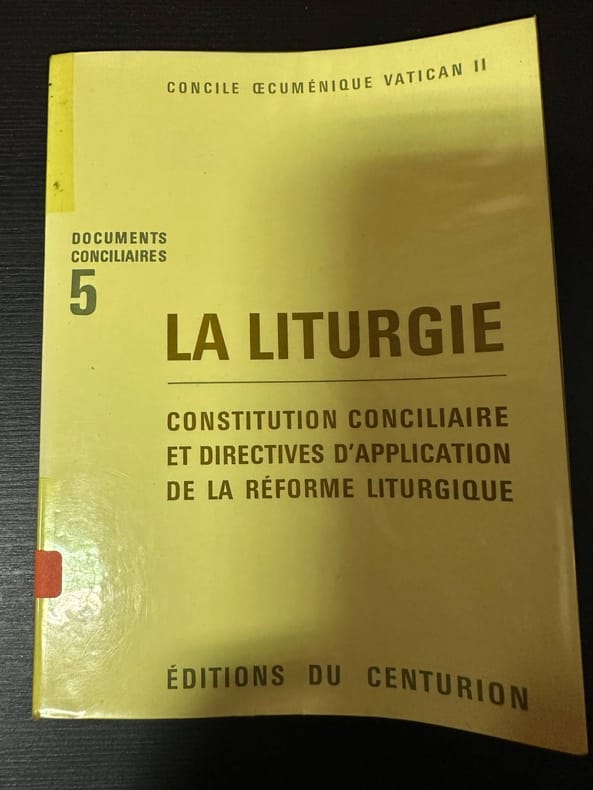 CONCILE ŒCUMÉNIQUE VATICAN II
DOCUMENTS
CONCILIAIRES
5
LA LITURGIE
CONSTITUTION CONCILIAIRE
ET DIRECTIVES D'APPLICATION
DE LA RÉFORME LITURGIQUE
ÉDITIONS DU CENTURION